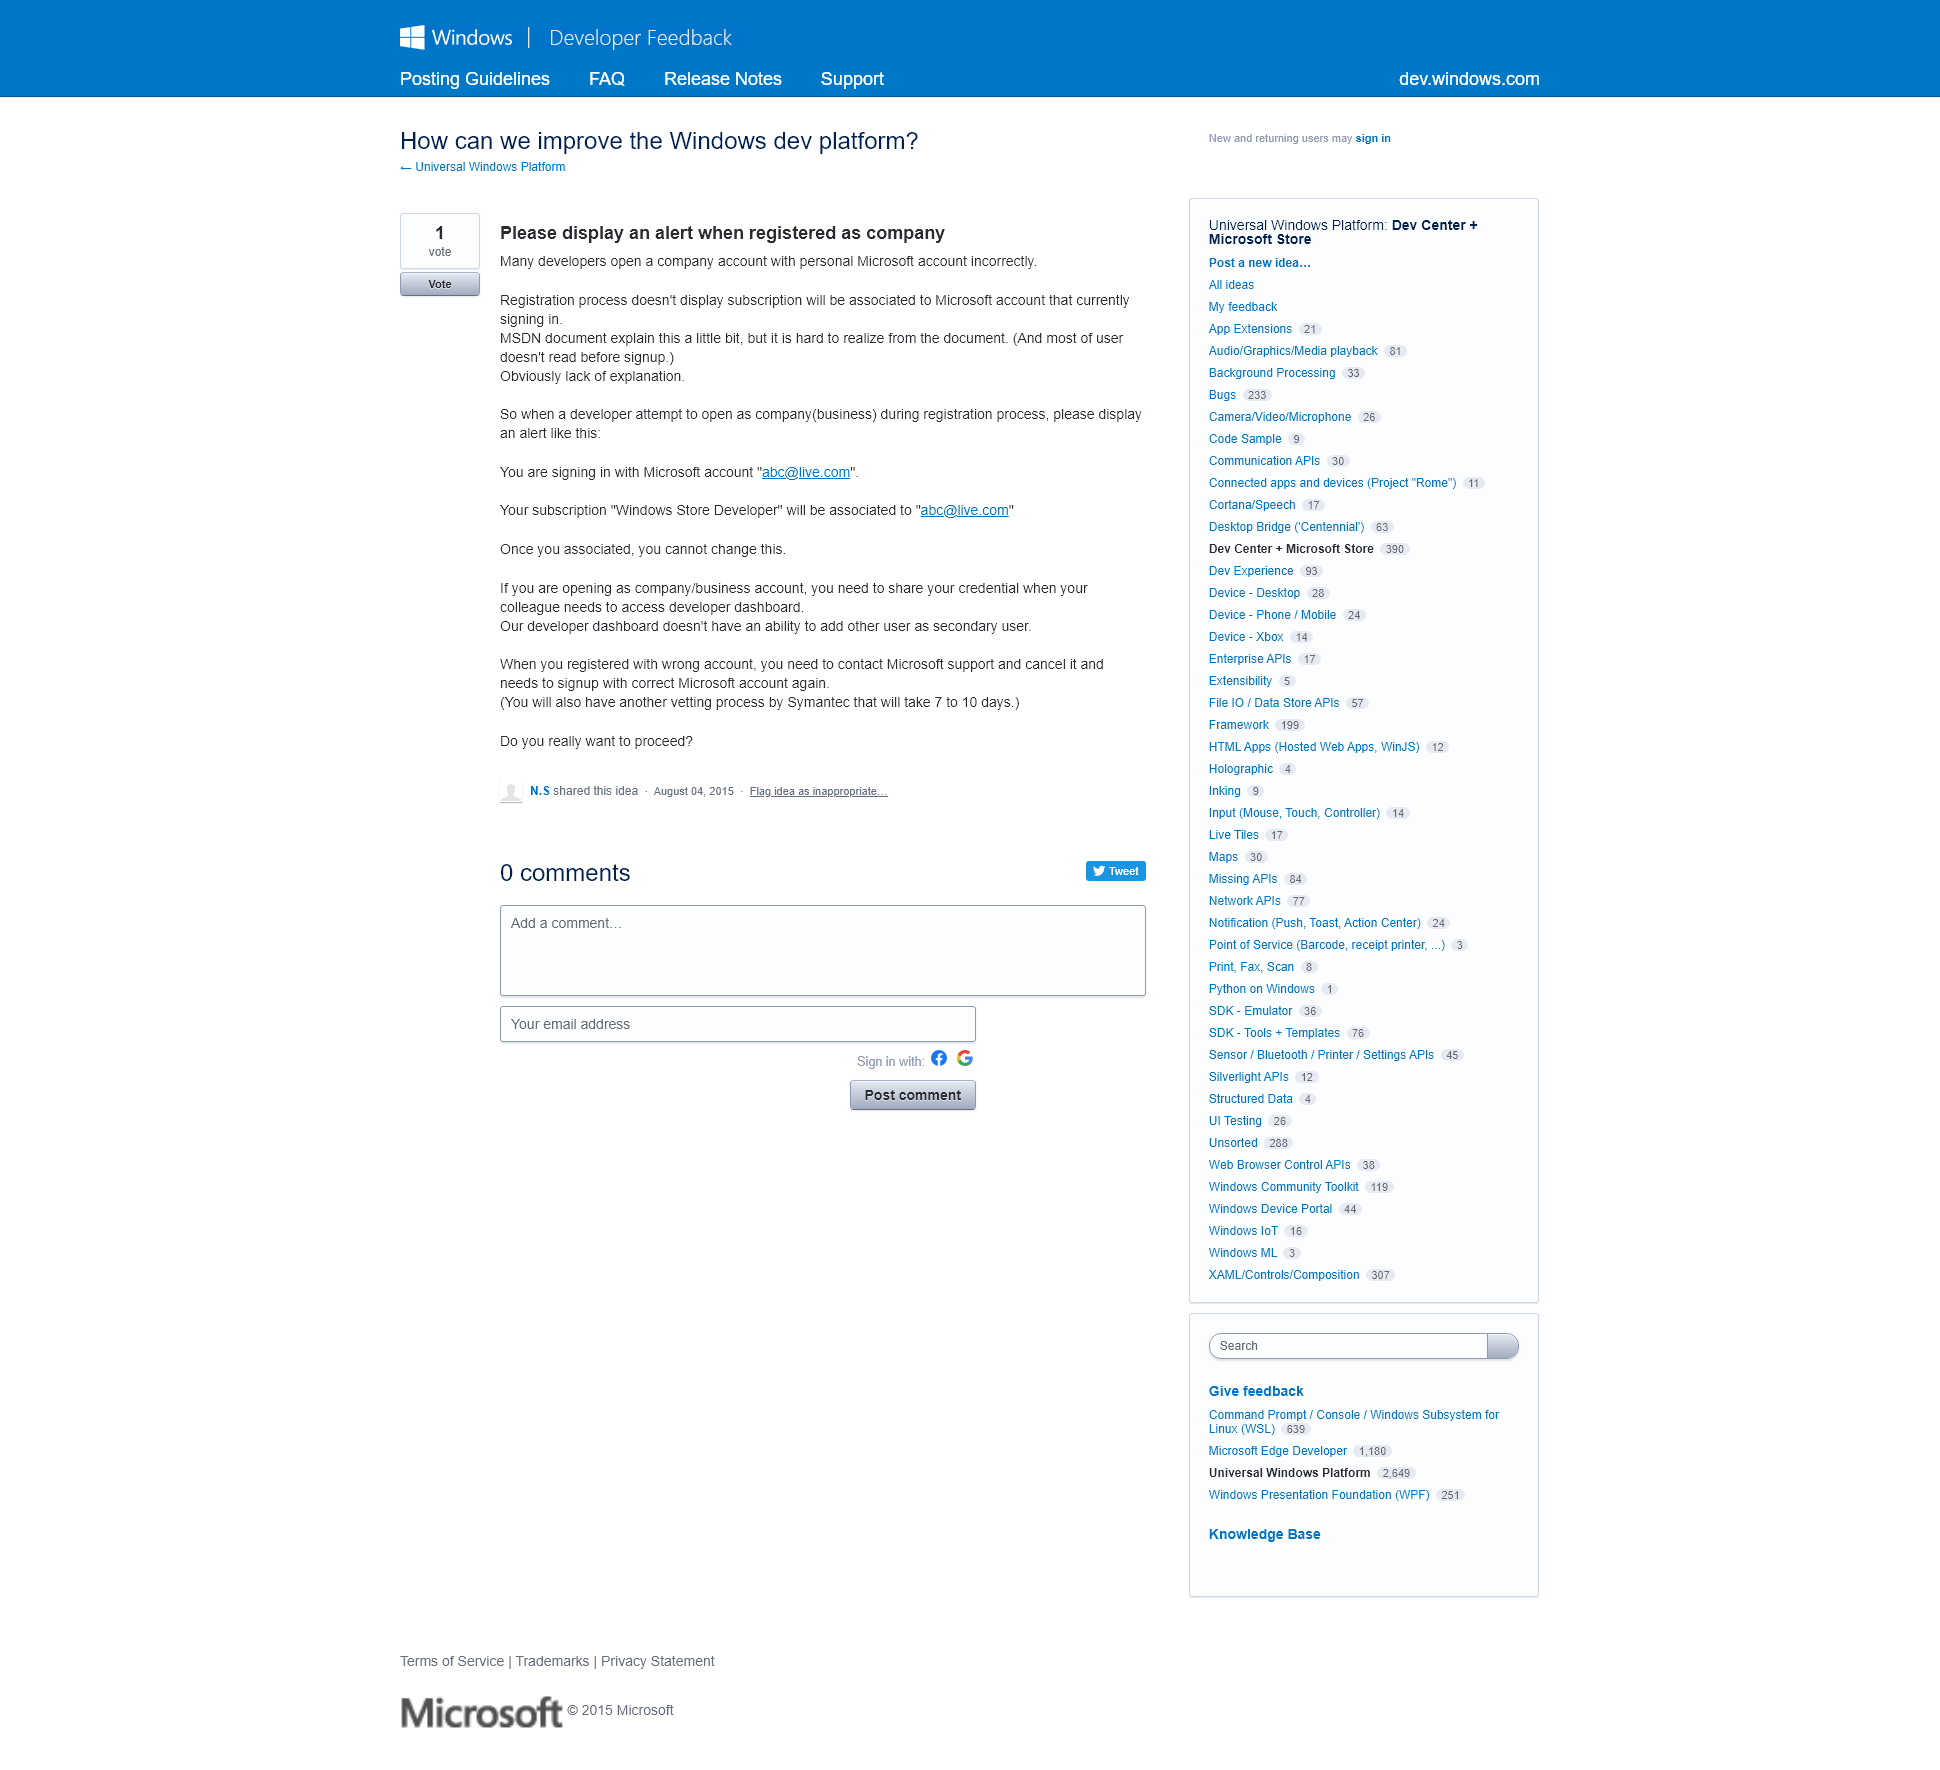 Windows | Developer Feedback
Posting Guidelines FAQ Release Notes Support dev.windows.com
How can we improve the Windows dev platform?
← Universal Windows Platform
New and returning users may sign in
1
vote
Vote
Please display an alert when registered as company
Many developers open a company account with personal Microsoft account incorrectly.
Registration process doesn't display subscription will be associated to Microsoft account that currently
signing in.
MSDN document explain this a little bit, but it is hard to realize from the document. (And most of user
doesn't read before signup.)
Obviously lack of explanation.
So when a developer attempt to open as company(business) during registration process, please display
an alert like this:
You are signing in with Microsoft account "abc@live.com".
Your subscription "Windows Store Developer" will be associated to "abc@live.com"
Once you associated, you cannot change this.
If you are opening as company/business account, you need to share your credential when your
colleague needs to access developer dashboard.
Our developer dashboard doesn't have an ability to add other user as secondary user.
When you registered with wrong account, you need to contact Microsoft support and cancel it and
needs to signup with correct Microsoft account again.
(You will also have another vetting process by Symantec that will take 7 to 10 days.)
Do you really want to proceed?
N.S shared this idea · August 04, 2015 · Flag idea as inappropriate…
0 comments
Tweet
Add a comment…
Your email address
Sign in with:
Post comment
Universal Windows Platform: Dev Center +
Microsoft Store
Post a new idea…
All ideas
My feedback
App Extensions 21
Audio/Graphics/Media playback 81
Background Processing 33
Bugs 233
Camera/Video/Microphone 26
Code Sample 9
Communication APIs 30
Connected apps and devices (Project "Rome") 11
Cortana/Speech 17
Desktop Bridge ('Centennial') 63
Dev Center + Microsoft Store 390
Dev Experience 93
Device - Desktop 28
Device - Phone / Mobile 24
Device - Xbox 14
Enterprise APIs 17
Extensibility 5
File IO / Data Store APIs 57
Framework 199
HTML Apps (Hosted Web Apps, WinJS) 12
Holographic 4
Inking 9
Input (Mouse, Touch, Controller) 14
Live Tiles 17
Maps 30
Missing APIs 84
Network APIs 77
Notification (Push, Toast, Action Center) 24
Point of Service (Barcode, receipt printer, ...) 3
Print, Fax, Scan 8
Python on Windows 1
SDK - Emulator 36
SDK - Tools + Templates 76
Sensor / Bluetooth / Printer / Settings APIs 45
Silverlight APIs 12
Structured Data 4
UI Testing 26
Unsorted 288
Web Browser Control APIs 38
Windows Community Toolkit 119
Windows Device Portal 44
Windows IoT 16
Windows ML 3
XAML/Controls/Composition 307
Search
Give feedback
Command Prompt / Console / Windows Subsystem for
Linux (WSL) 639
Microsoft Edge Developer 1,180
Universal Windows Platform 2,649
Windows Presentation Foundation (WPF) 251
Knowledge Base
Terms of Service | Trademarks | Privacy Statement
Microsoft © 2015 Microsoft